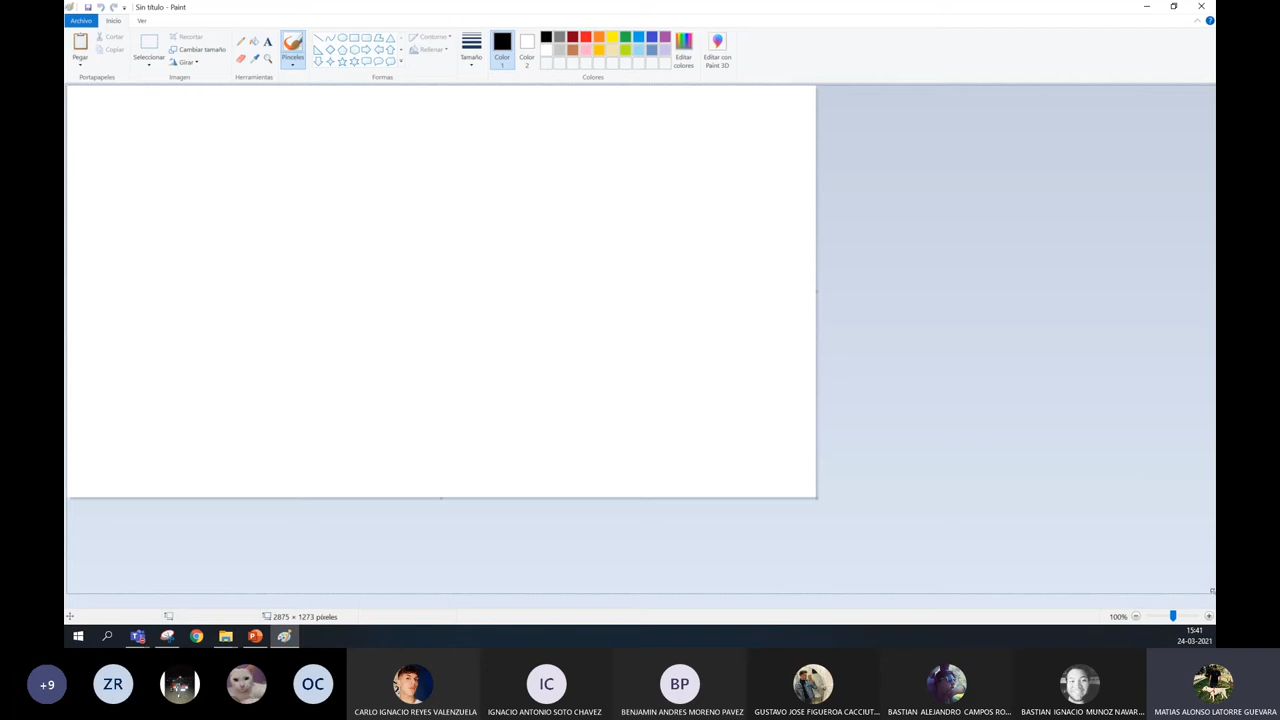 Sin título - Paint
Archivo Inicio Ver
Pegar
Cortar
Copiar
Portapapeles
Seleccionar
Recortar
Cambiar tamaño
Girar
Imagen
A
Herramientas
Pinceles
Contorno
Rellenar
Formas
Tamaño
Color 1
Color 2
Editar colores
Colores
Editar con Paint 3D
2875 × 1273 píxeles
100%
15:41
24-03-2021
+9
ZR
OC
CARLO IGNACIO REYES VALENZUELA
IC
IGNACIO ANTONIO SOTO CHAVEZ
BP
BENJAMIN ANDRES MORENO PAVEZ
GUSTAVO JOSE FIGUEROA CACCIUT...
BASTIAN ALEJANDRO CAMPOS RO...
BASTIAN IGNACIO MUNOZ NAVAR...
MATIAS ALONSO LATORRE GUEVARA